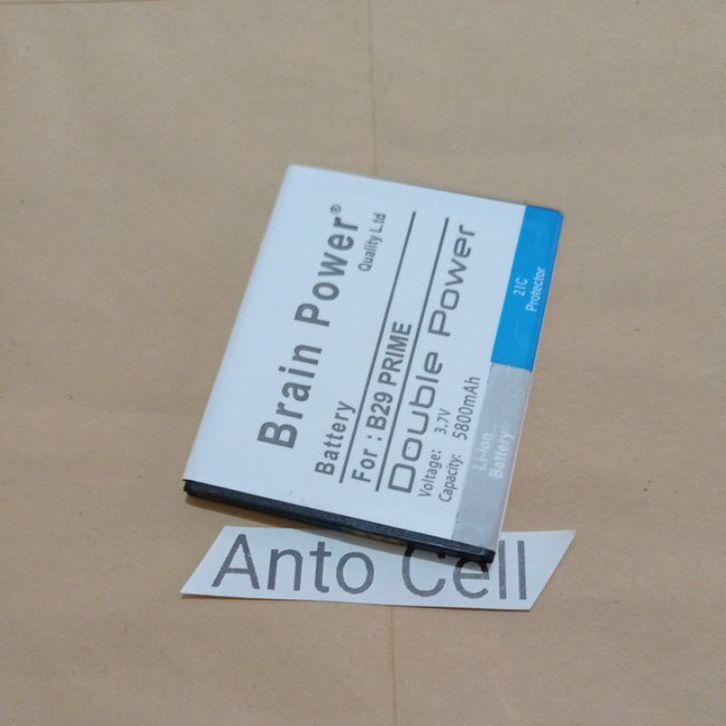 Brain Power®
Quality L.td
Battery
For : B29 PRIME
Double Power
Voltage: 3.7V
Capacity: 5800mAh
Li-ion
Battery
2IC
Protector
Anto Cell